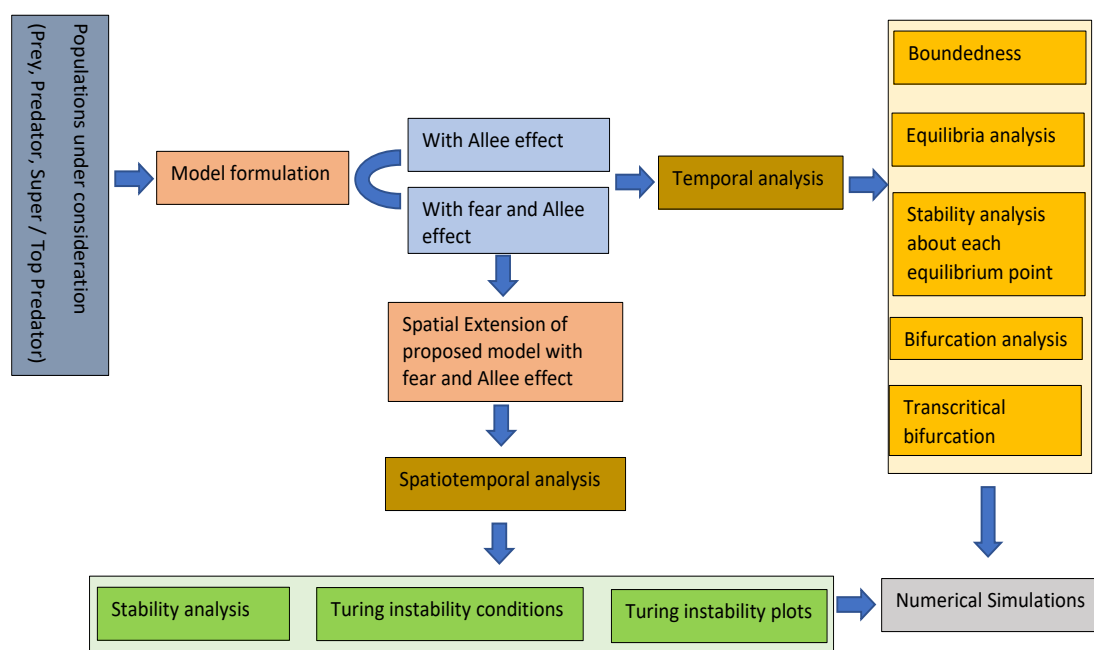 Populations under consideration
(Prey, Predator, Super / Top Predator)
Model formulation
With Allee effect
With fear and Allee
effect
Temporal analysis
Boundedness
Equilibria analysis
Stability analysis
about each
equilibrium point
Bifurcation analysis
Transcritical
bifurcation
Spatial Extension of
proposed model with
fear and Allee effect
Spatiotemporal analysis
Stability analysis
Turing instability conditions
Turing instability plots
Numerical Simulations